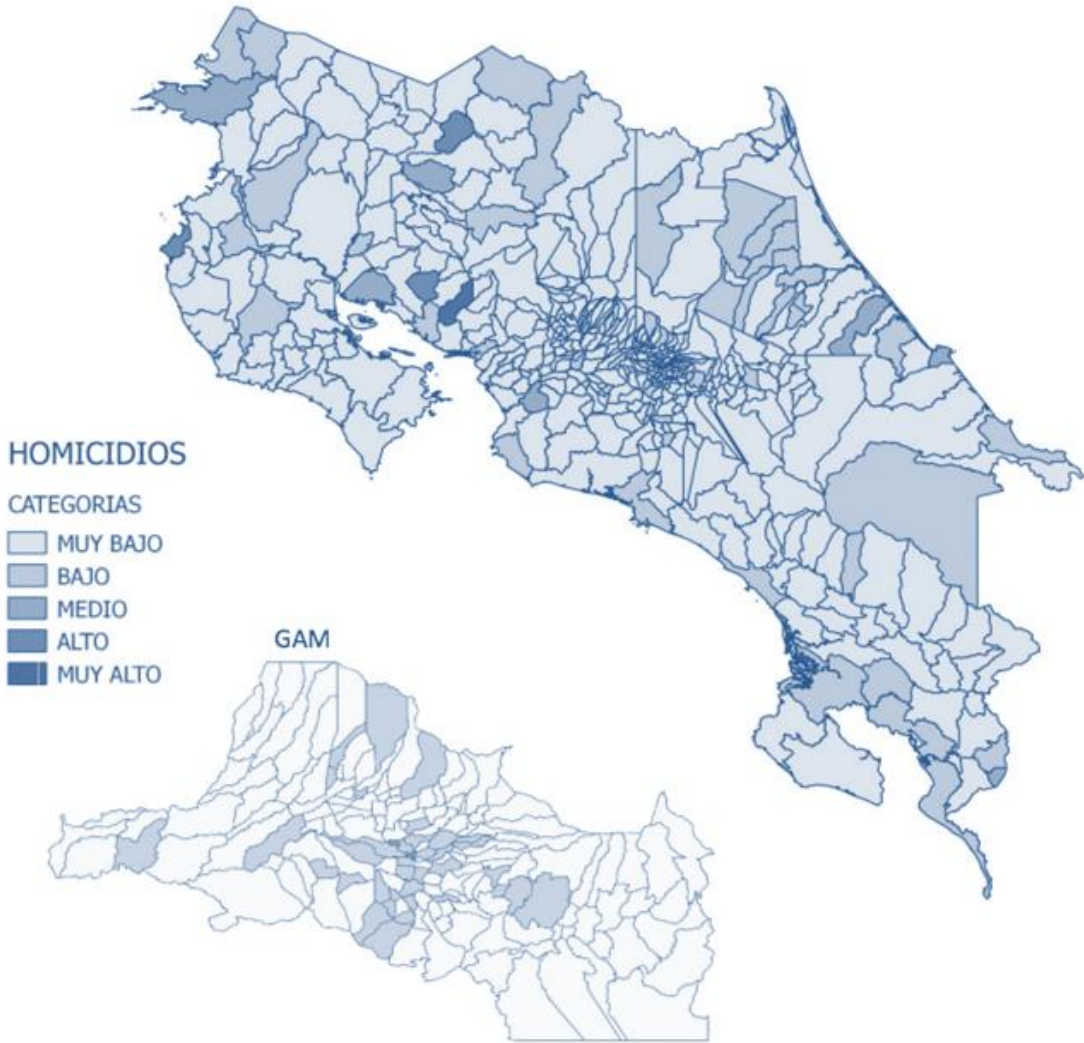 HOMICIDIOS
CATEGORIAS
MUY BAJO
BAJO
MEDIO
ALTO
MUY ALTO
GAM